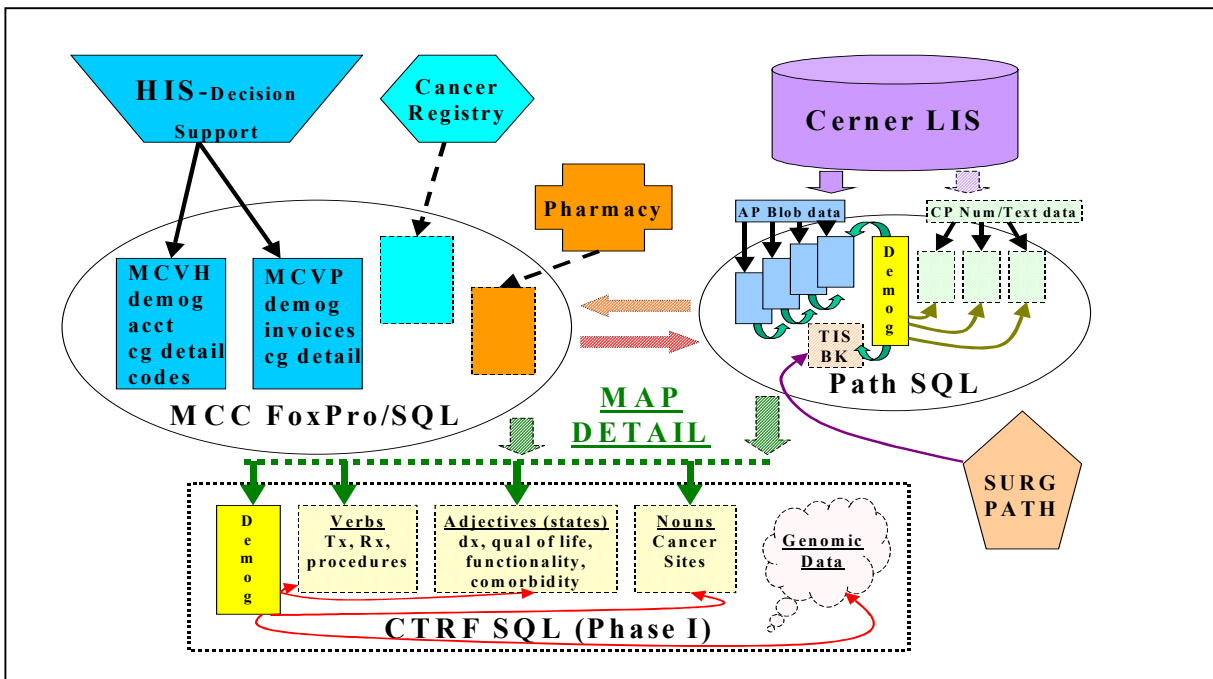 HIS-Decision
Support
Cancer
Registry
Pharmacy
Cerner LIS
AP Blob data
CP Num/Text data
MCVH
demog
acct
cg detail
codes
MCVP
demog
invoices
cg detail
MCC FoxPro/SQL
D
e
m
o
g
TIS
BK
Path SQL
MAP
DETAIL
SURG
PATH
D
e
m
o
g
Verbs
Tx, Rx,
procedures
Adjectives (states)
dx, qual of life,
functionality,
comorbidity
Nouns
Cancer
Sites
Genomic
Data
CTRF SQL (Phase I)